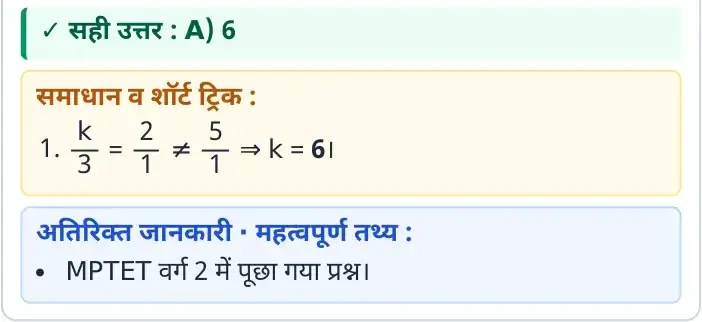 ✓ सही उत्तर : A) 6
समाधान व शॉर्ट ट्रिक :
1. k/3 = 2/1 ≠ 5/1 ⇒ k = 6।
अतिरिक्त जानकारी · महत्वपूर्ण तथ्य :
• MPTET वर्ग 2 में पूछा गया प्रश्न।